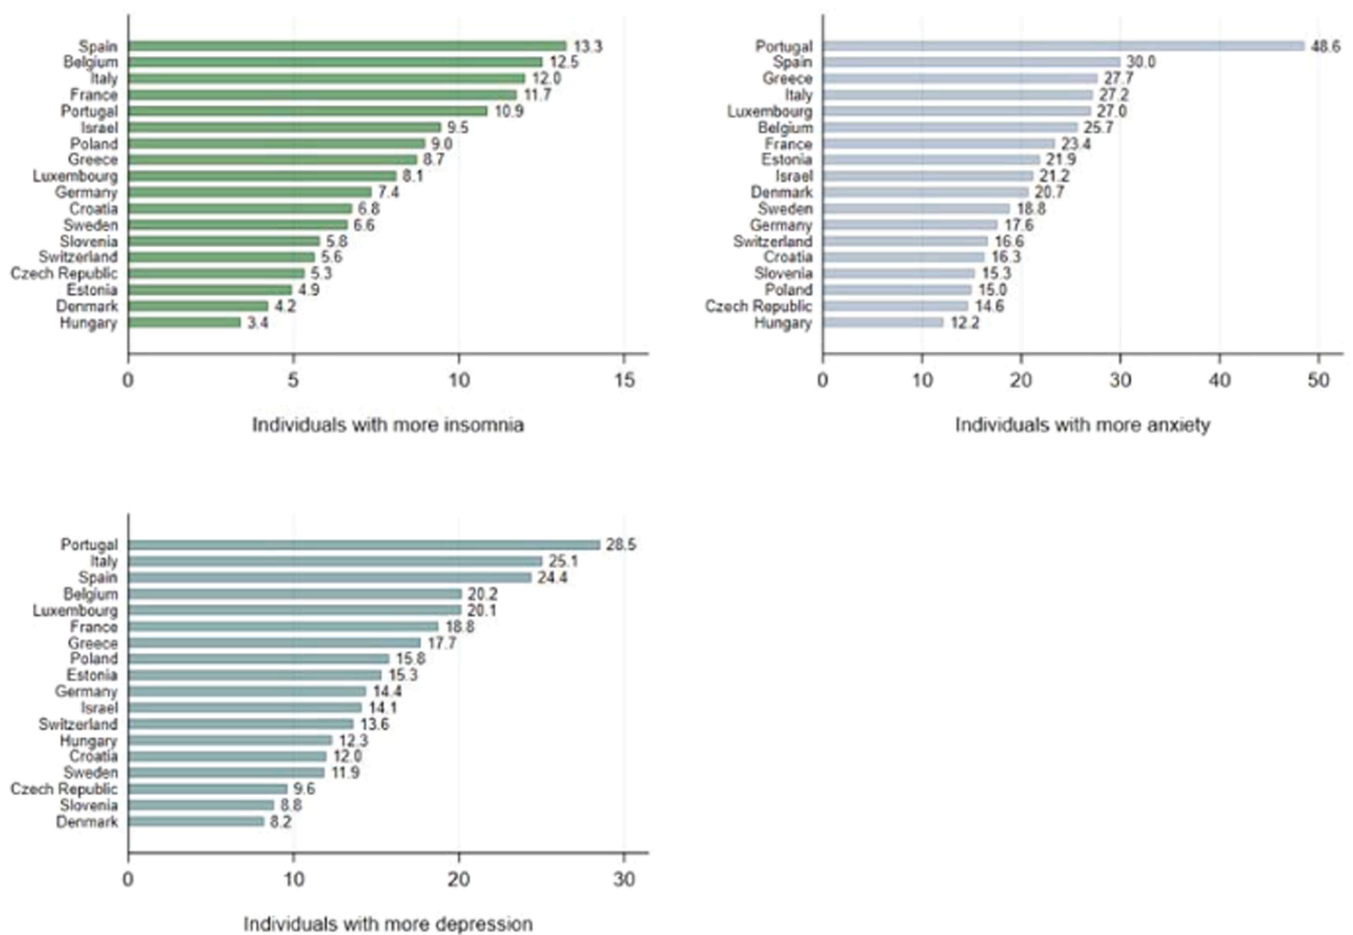 Spain 13.3
Belgium 12.5
Italy 12.0
France 11.7
Portugal 10.9
Israel 9.5
Poland 9.0
Greece 8.7
Luxembourg 8.1
Germany 7.4
Croatia 6.8
Sweden 6.6
Slovenia 5.8
Switzerland 5.6
Czech Republic 5.3
Estonia 4.9
Denmark 4.2
Hungary 3.4
0 5 10 15
Individuals with more insomnia
Portugal 48.6
Spain 30.0
Greece 27.7
Italy 27.2
Luxembourg 27.0
Belgium 25.7
France 23.4
Estonia 21.9
Israel 21.2
Denmark 20.7
Sweden 18.8
Germany 17.6
Switzerland 16.6
Croatia 16.3
Slovenia 15.3
Poland 15.0
Czech Republic 14.6
Hungary 12.2
0 10 20 30 40 50
Individuals with more anxiety
Portugal 28.5
Italy 25.1
Spain 24.4
Belgium 20.2
Luxembourg 20.1
France 18.8
Greece 17.7
Poland 15.8
Estonia 15.3
Germany 14.4
Israel 14.1
Switzerland 13.6
Hungary 12.3
Croatia 12.0
Sweden 11.9
Czech Republic 9.6
Slovenia 8.8
Denmark 8.2
0 10 20 30
Individuals with more depression